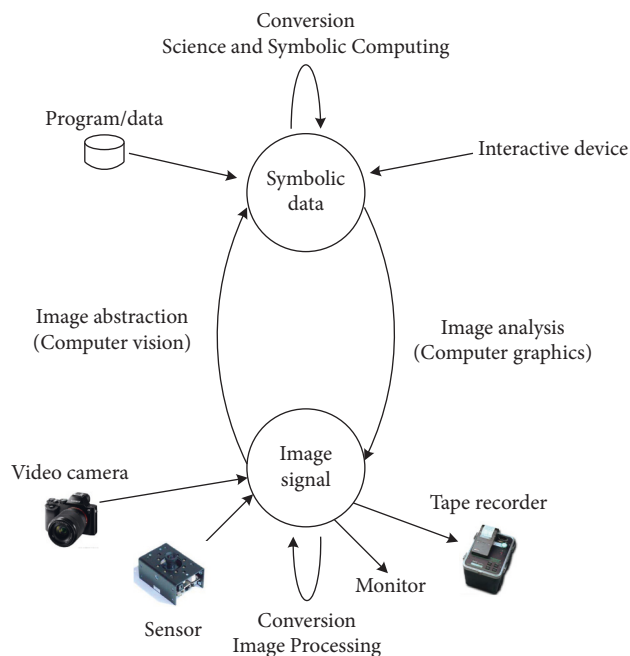 Conversion
Science and Symbolic Computing
Program/data
Interactive device
Symbolic
data
Image abstraction
(Computer vision)
Image analysis
(Computer graphics)
Image
signal
Video camera
Tape recorder
Monitor
Sensor
Conversion
Image Processing